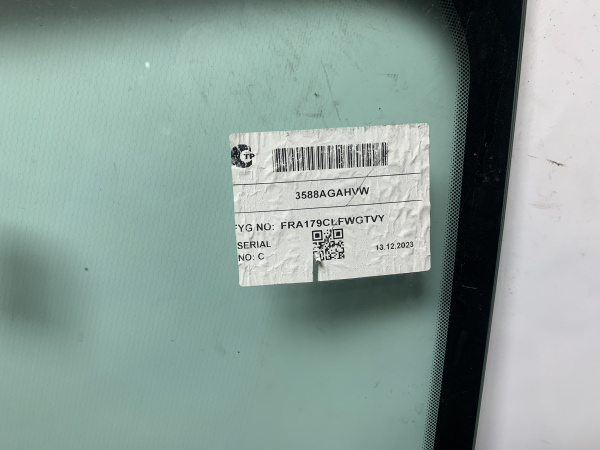 TP
3588AGAHVW
FYG NO: FRA179CLFWGTVY
SERIAL
NO: C
13.12.2023